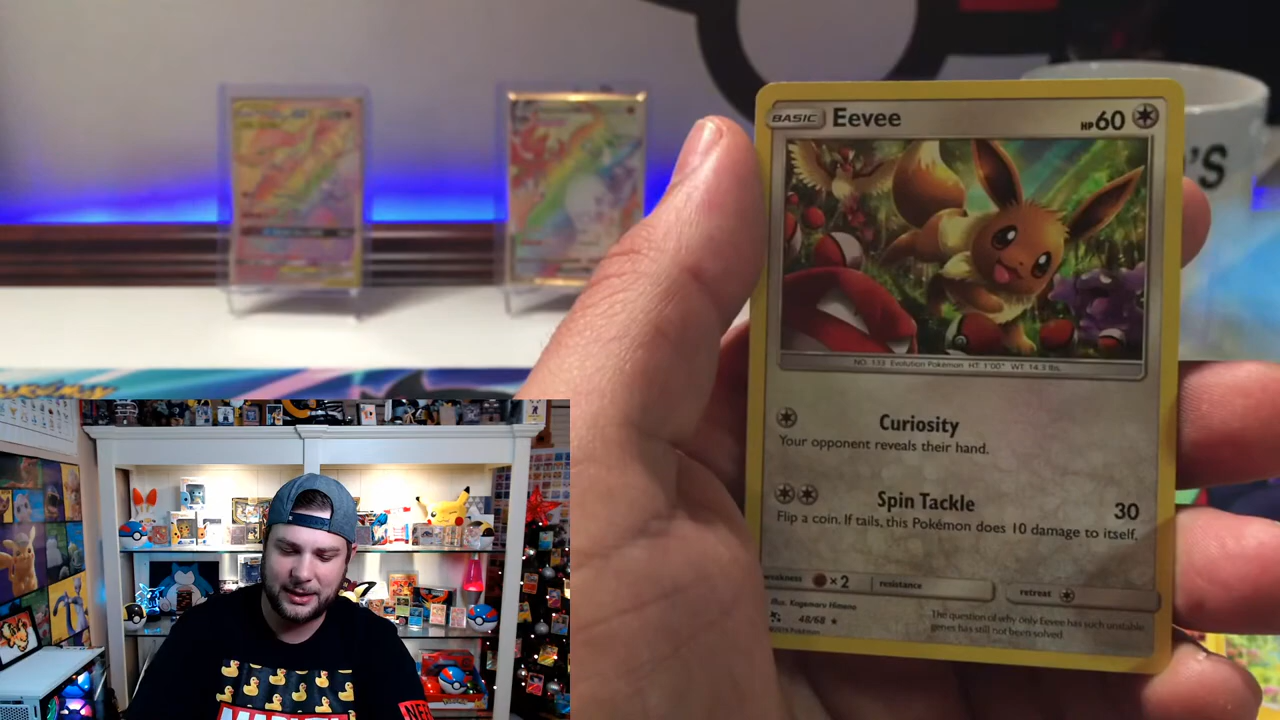 BASIC Eevee HP60
NO. 133 Evolution Pokémon HT: 1'00" WT: 14.3 lbs.
Curiosity
Your opponent reveals their hand.
Spin Tackle 30
Flip a coin. If tails, this Pokémon does 10 damage to itself.
weakness ×2 resistance retreat
Illus. Kagemaru Himeno
48/68
©2019 Pokémon
The question of why only Eevee has such unstable
genes has still not been solved.
'S